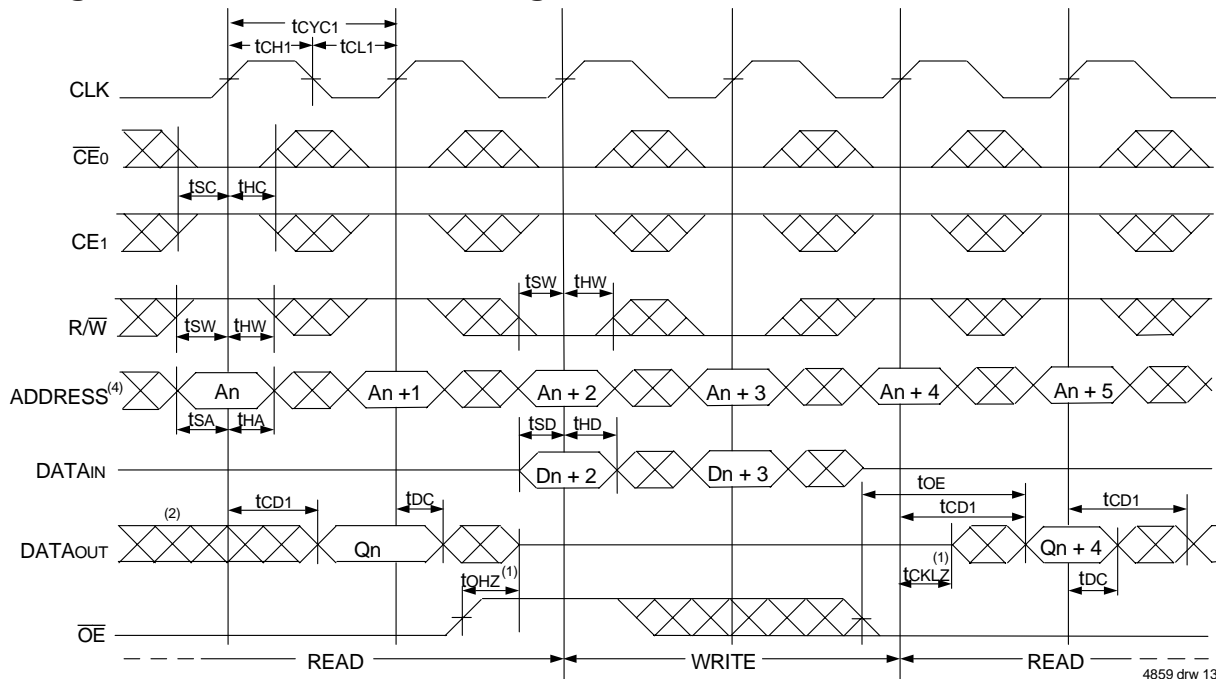 tCYC1
tCH1 tCL1
CLK
CE0
tSC tHC
CE1
tSW tHW
R/W
tSW tHW
ADDRESS(4) An An +1 An + 2 An + 3 An + 4 An + 5
tSA tHA tSD tHD
DATAIN Dn + 2 Dn + 3
tOE
(2) tCD1 tDC tCD1 tCD1
DATAOUT Qn Qn + 4
tOHZ(1) tCKLZ(1) tDC
OE
READ WRITE READ
4859 drw 13